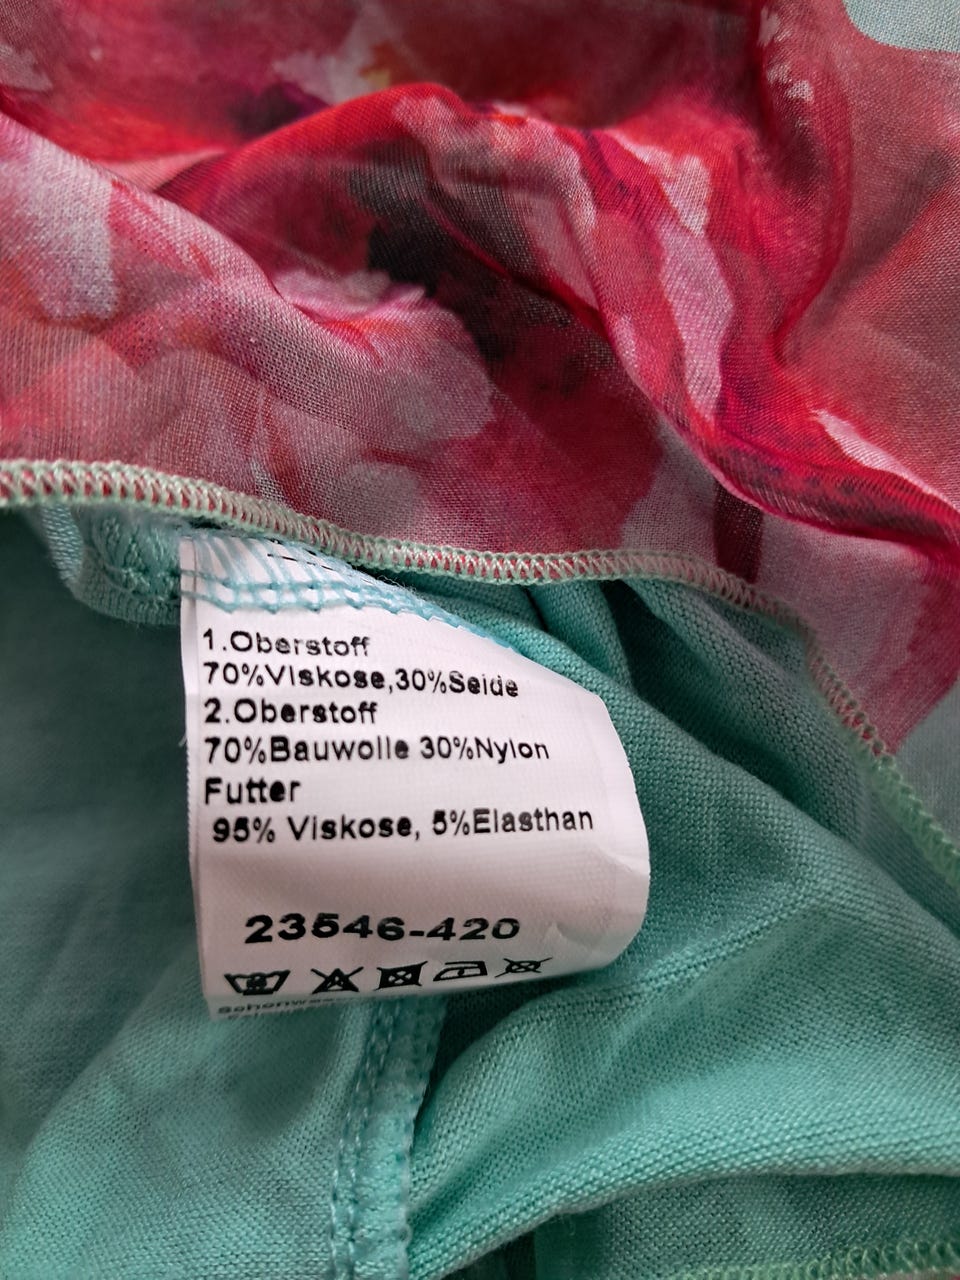 1.Oberstoff
70%Viskose,30%Seide
2.Oberstoff
70%Bauwolle 30%Nylon
Futter
95% Viskose, 5%Elasthan
23546-420